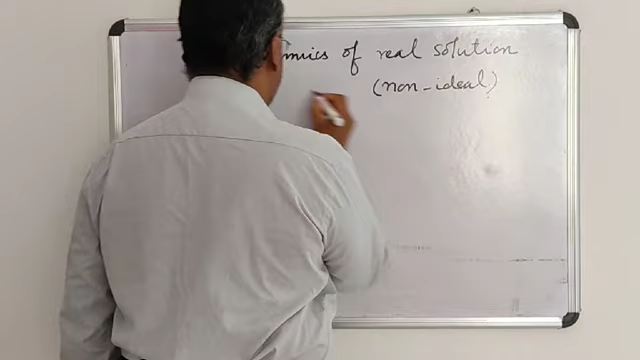 mics of real solution
(non-ideal)